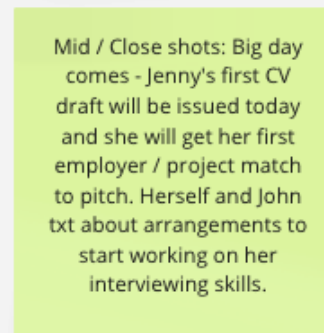 Mid / Close shots: Big day
comes - Jenny's first CV
draft will be issued today
and she will get her first
employer / project match
to pitch. Herself and John
txt about arrangements to
start working on her
interviewing skills.